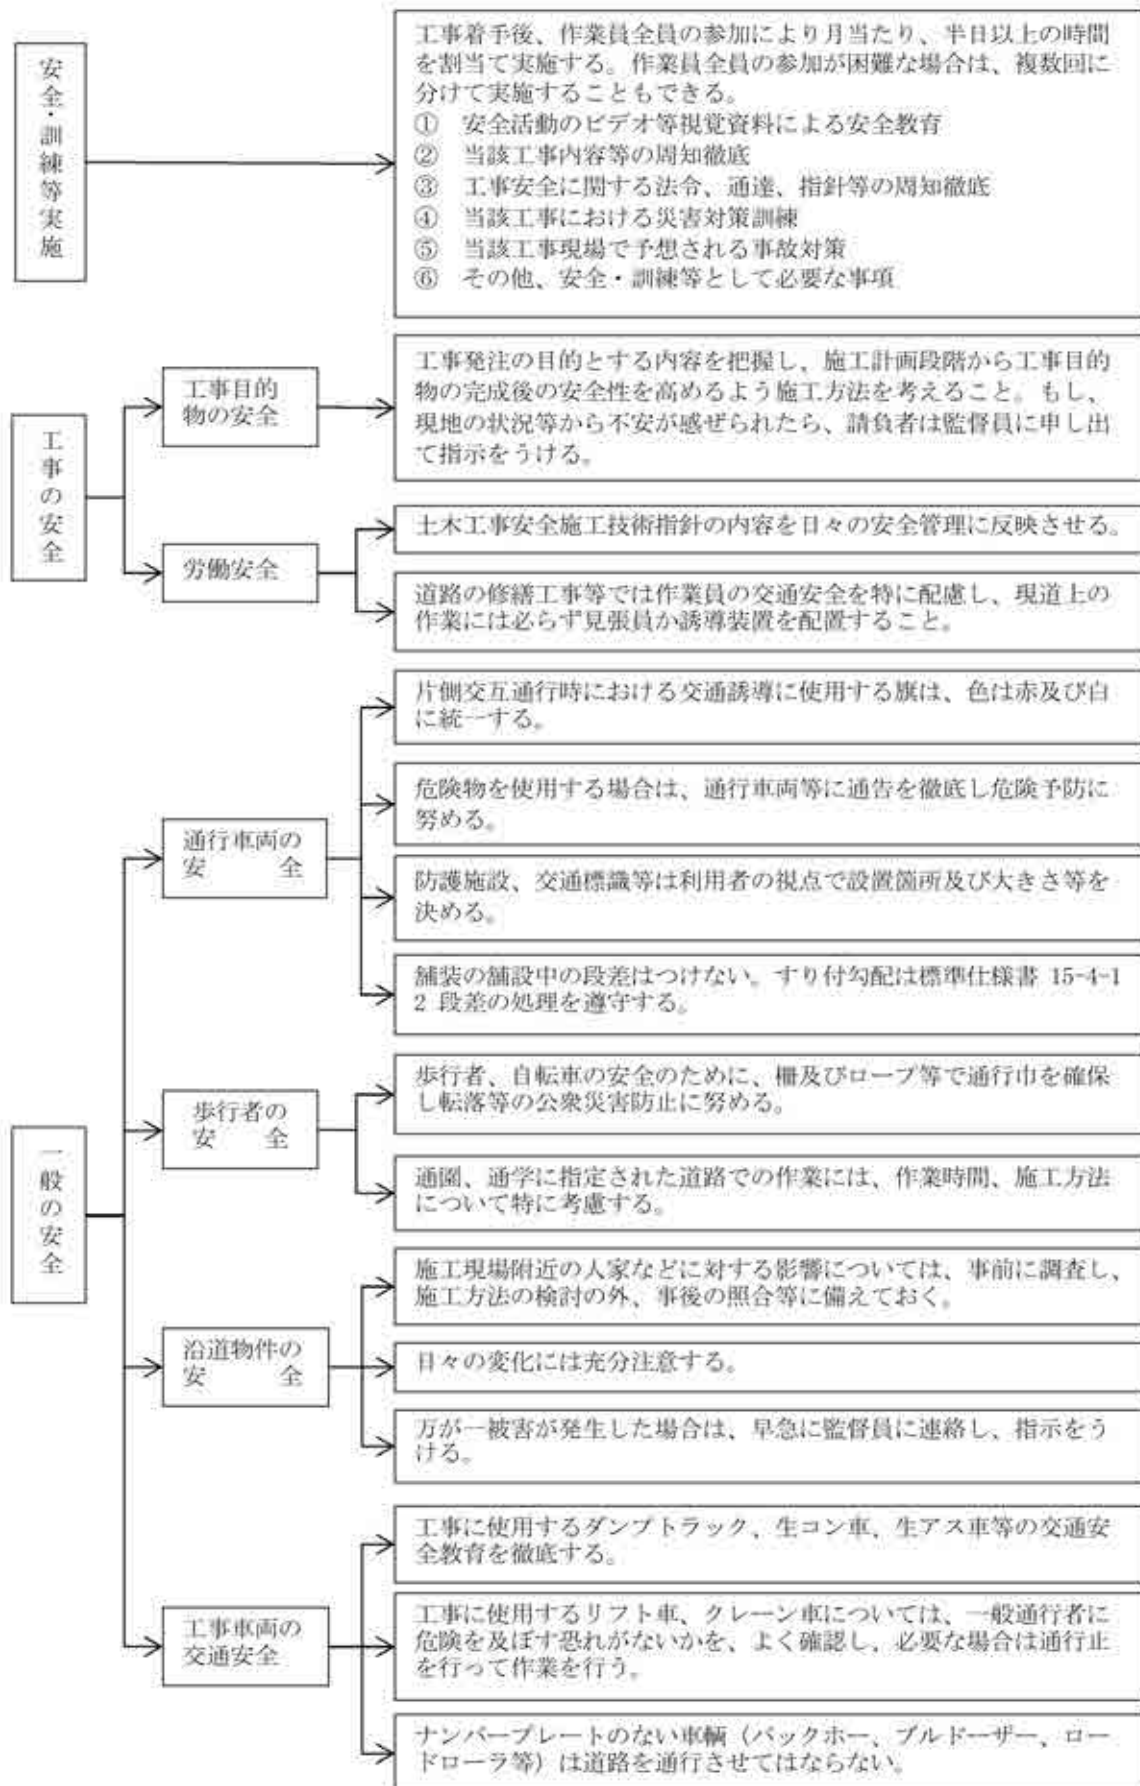 安全・訓練等実施
工事着手後、作業員全員の参加により月当たり、半日以上の時間
を割当て実施する。作業員全員の参加が困難な場合は、複数回に
分けて実施することもできる。
① 安全活動のビデオ等視覚資料による安全教育
② 当該工事内容等の周知徹底
③ 工事安全に関する法令、通達、指針等の周知徹底
④ 当該工事における災害対策訓練
⑤ 当該工事現場で予想される事故対策
⑥ その他、安全・訓練等として必要な事項
工事の安全
工事目的
物の安全
工事発注の目的とする内容を把握し、施工計画段階から工事目的
物の完成後の安全性を高めるよう施工方法を考えること。もし、
現地の状況等から不安が感ぜられたら、請負者は監督員に申し出
て指示をうける。
労働安全
土木工事安全施工技術指針の内容を日々の安全管理に反映させる。
道路の修繕工事等では作業員の交通安全を特に配慮し、現道上の
作業には必らず見張員か誘導装置を配置すること。
一般の安全
通行車両の
安 全
片側交互通行時における交通誘導に使用する旗は、色は赤及び白
に統一する。
危険物を使用する場合は、通行車両等に通告を徹底し危険予防に
努める。
防護施設、交通標識等は利用者の視点で設置箇所及び大きさ等を
決める。
舗装の舗設中の段差はつけない。すり付勾配は標準仕様書 15-4-1
2 段差の処理を遵守する。
歩行者の
安 全
歩行者、自転車の安全のために、柵及びロープ等で通行巾を確保
し転落等の公衆災害防止に努める。
通園、通学に指定された道路での作業には、作業時間、施工方法
について特に考慮する。
沿道物件の
安 全
施工現場附近の人家などに対する影響については、事前に調査し、
施工方法の検討の外、事後の照合等に備えておく。
日々の変化には充分注意する。
万が一被害が発生した場合は、早急に監督員に連絡し、指示をう
ける。
工事車両の
交通安全
工事に使用するダンプトラック、生コン車、生アス車等の交通安
全教育を徹底する。
工事に使用するリフト車、クレーン車については、一般通行者に
危険を及ぼす恐れがないかを、よく確認し、必要な場合は通行止
を行って作業を行う。
ナンバープレートのない車輌（バックホー、ブルドーザー、ロー
ドローラ等）は道路を通行させてはならない。